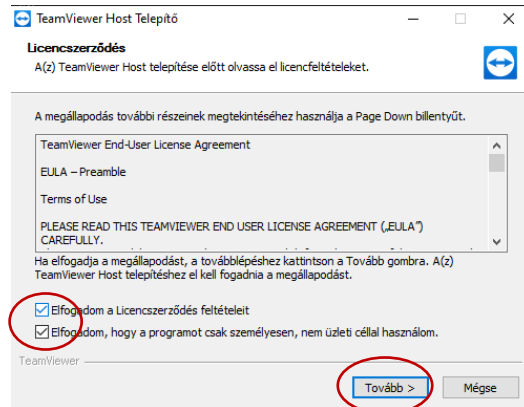 TeamViewer Host Telepítő
Licencszerződés
A(z) TeamViewer Host telepítése előtt olvassa el licencfeltételeket.
A megállapodás további részeinek megtekintéséhez használja a Page Down billentyűt.
TeamViewer End-User License Agreement
EULA – Preamble
Terms of Use
PLEASE READ THIS TEAMVIEWER END USER LICENSE AGREEMENT („EULA”)
CAREFULLY.
Ha elfogadja a megállapodást, a továbblépéshez kattintson a Tovább gombra. A(z)
TeamViewer Host telepítéshez el kell fogadnia a megállapodást.
Elfogadom a Licencszerződés feltételeit
Elfogadom, hogy a programot csak személyesen, nem üzleti céllal használom.
TeamViewer
Tovább >
Mégse